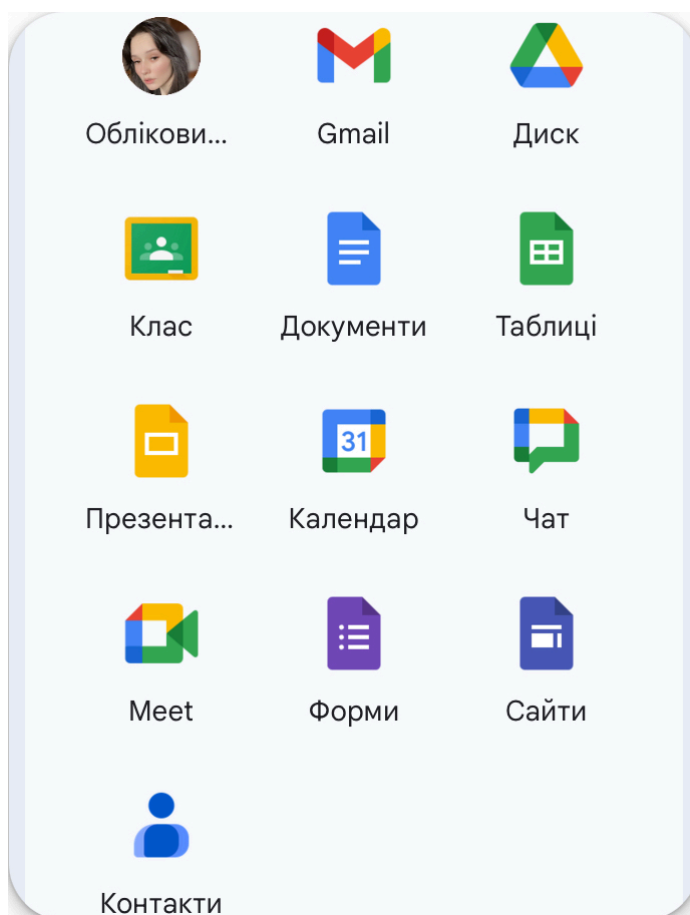 Облікови... Gmail Диск
Клас Документи Таблиці
31
Презента... Календар Чат
Meet Форми Сайти
Контакти